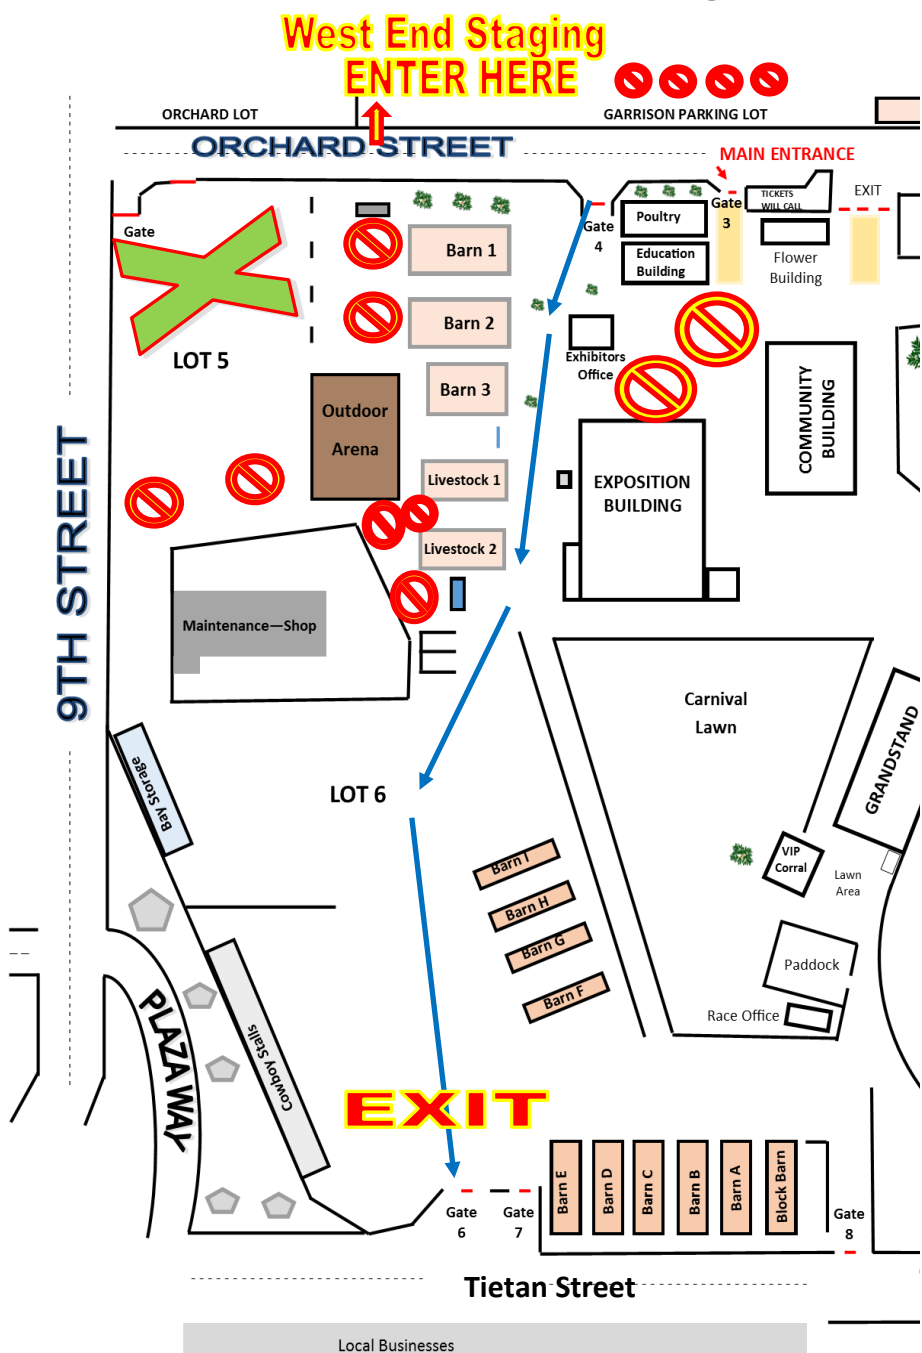 West End Staging
ENTER HERE
ORCHARD LOT
GARRISON PARKING LOT
ORCHARD STREET
MAIN ENTRANCE
Gate
Gate
4
Poultry
Education
Building
Gate
3
TICKETS
WILL CALL
EXIT
Flower
Building
Barn 1
Barn 2
Barn 3
LOT 5
Outdoor
Arena
Exhibitors
Office
COMMUNITY
BUILDING
Livestock 1
Livestock 2
EXPOSITION
BUILDING
9TH STREET
Maintenance—Shop
Carnival
Lawn
GRANDSTAND
Bay Storage
LOT 6
Barn I
Barn H
Barn G
Barn F
VIP
Corral
Lawn
Area
Paddock
Race Office
PLAZA WAY
Cowboy Stalls
EXIT
Gate
6
Gate
7
Barn E
Barn D
Barn C
Barn B
Barn A
Block Barn
Gate
8
Tietan Street
Local Businesses